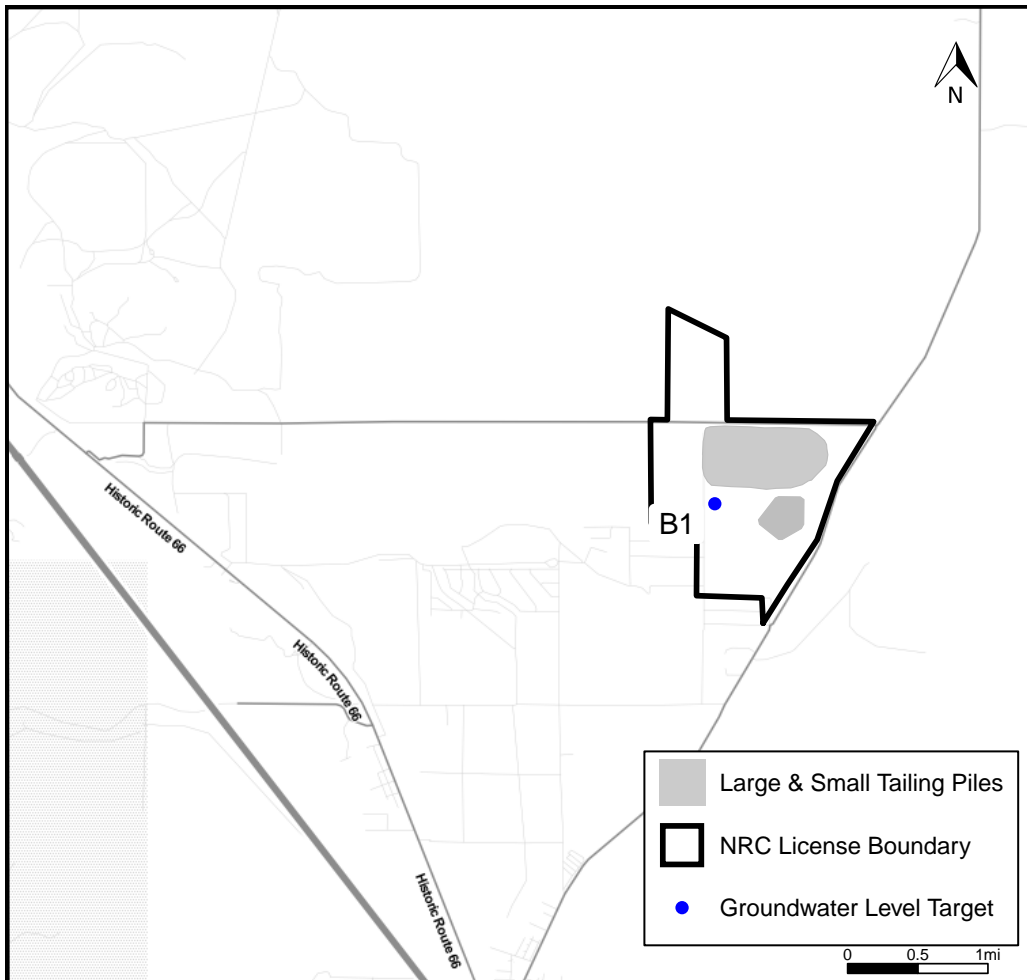 N
B1
Historic Route 66
Historic Route 66
Historic Route 66
Large & Small Tailing Piles
NRC License Boundary
Groundwater Level Target
0 0.5 1mi